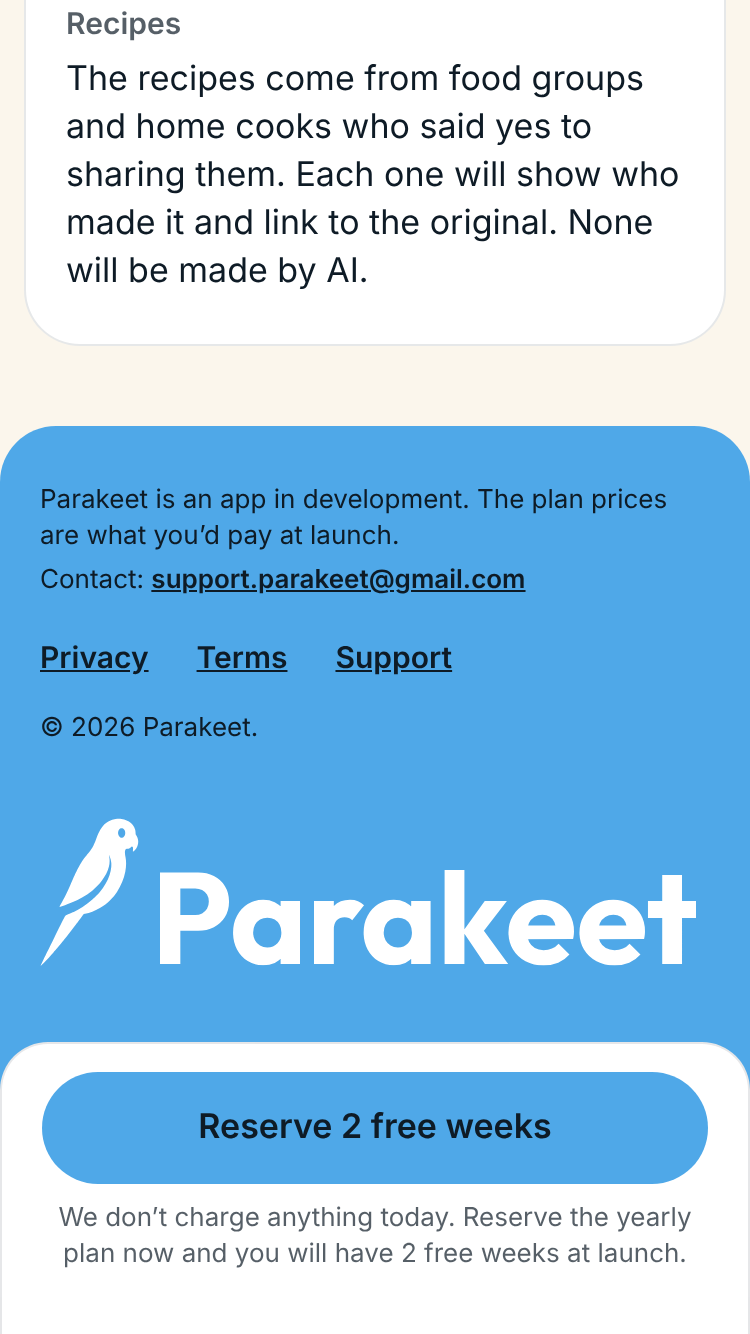 Recipes
The recipes come from food groups
and home cooks who said yes to
sharing them. Each one will show who
made it and link to the original. None
will be made by AI.
Parakeet is an app in development. The plan prices
are what you’d pay at launch.
Contact: support.parakeet@gmail.com
Privacy Terms Support
© 2026 Parakeet.
Parakeet
Reserve 2 free weeks
We don’t charge anything today. Reserve the yearly
plan now and you will have 2 free weeks at launch.